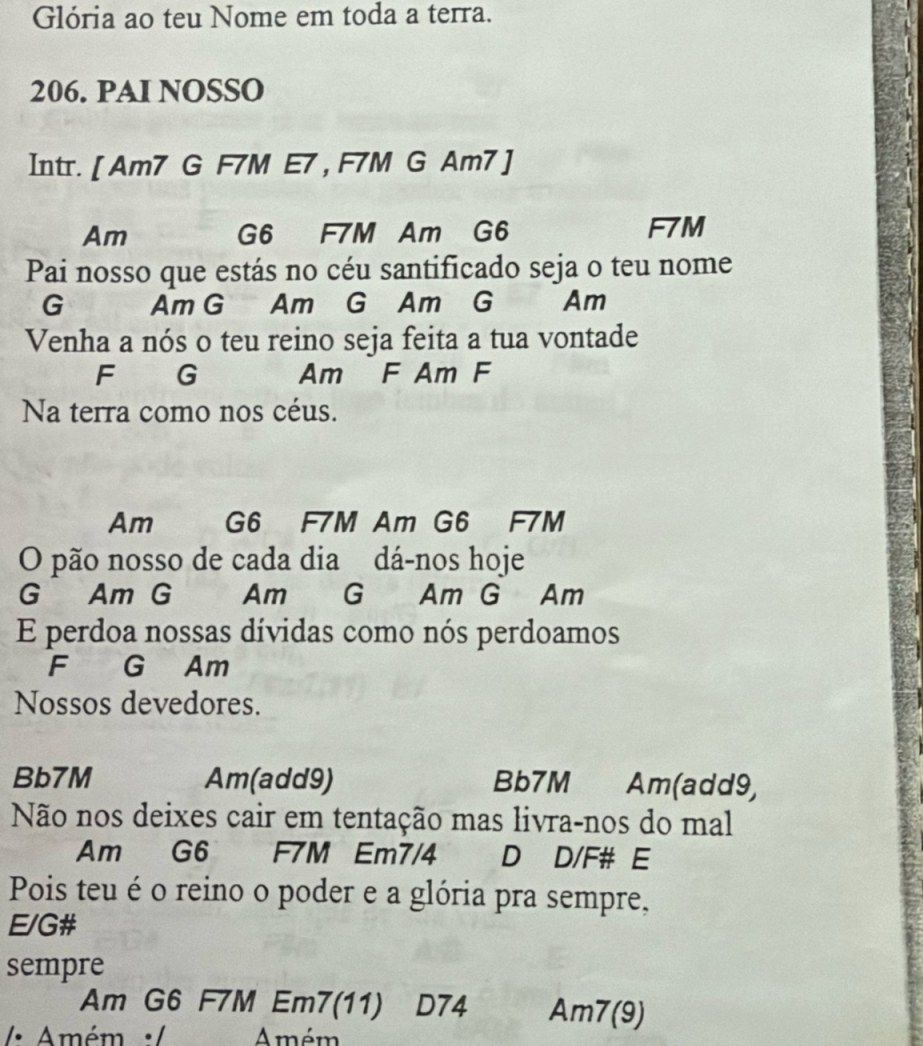 Glória ao teu Nome em toda a terra.
206. PAI NOSSO
Intr. [ Am7 G F7M E7 , F7M G Am7 ]
Am G6 F7M Am G6 F7M
Pai nosso que estás no céu santificado seja o teu nome
G Am G Am G Am G Am
Venha a nós o teu reino seja feita a tua vontade
F G Am F Am F
Na terra como nos céus.
Am G6 F7M Am G6 F7M
O pão nosso de cada dia dá-nos hoje
G Am G Am G Am G Am
E perdoa nossas dívidas como nós perdoamos
F G Am
Nossos devedores.
Bb7M Am(add9) Bb7M Am(add9,
Não nos deixes cair em tentação mas livra-nos do mal
Am G6 F7M Em7/4 D D/F# E
Pois teu é o reino o poder e a glória pra sempre,
E/G#
sempre
Am G6 F7M Em7(11) D74 Am7(9)
/: Amém :/ Amém